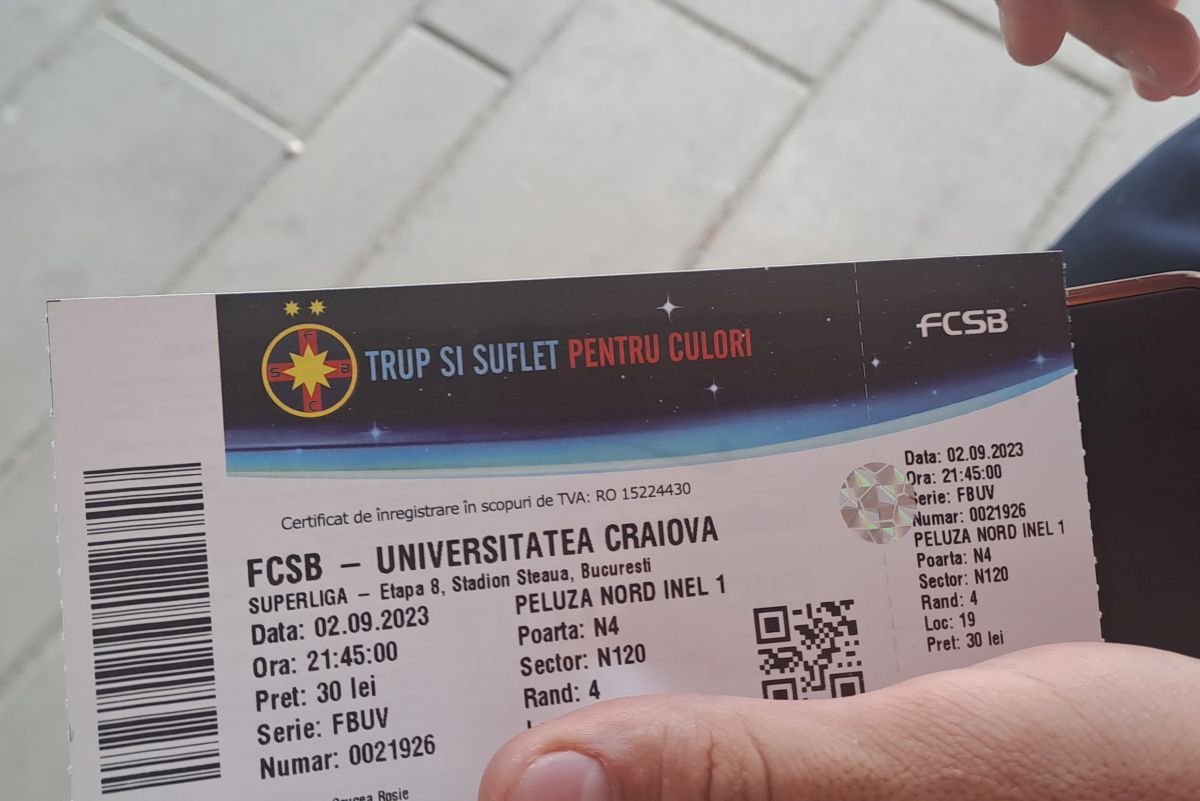 TRUP SI SUFLET PENTRU CULORI
FCSB
Certificat de înregistrare în scopuri de TVA: RO 15224430
FCSB – UNIVERSITATEA CRAIOVA
SUPERLIGA – Etapa 8, Stadion Steaua, Bucuresti
Data: 02.09.2023
Ora: 21:45:00
Pret: 30 lei
Serie: FBUV
Numar: 0021926
PELUZA NORD INEL 1
Poarta: N4
Sector: N120
Rand: 4
Data: 02.09.2023
Ora: 21:45:00
Serie: FBUV
Numar: 0021926
PELUZA NORD INEL 1
Poarta: N4
Sector: N120
Rand: 4
Loc: 19
Pret: 30 lei
Rosie